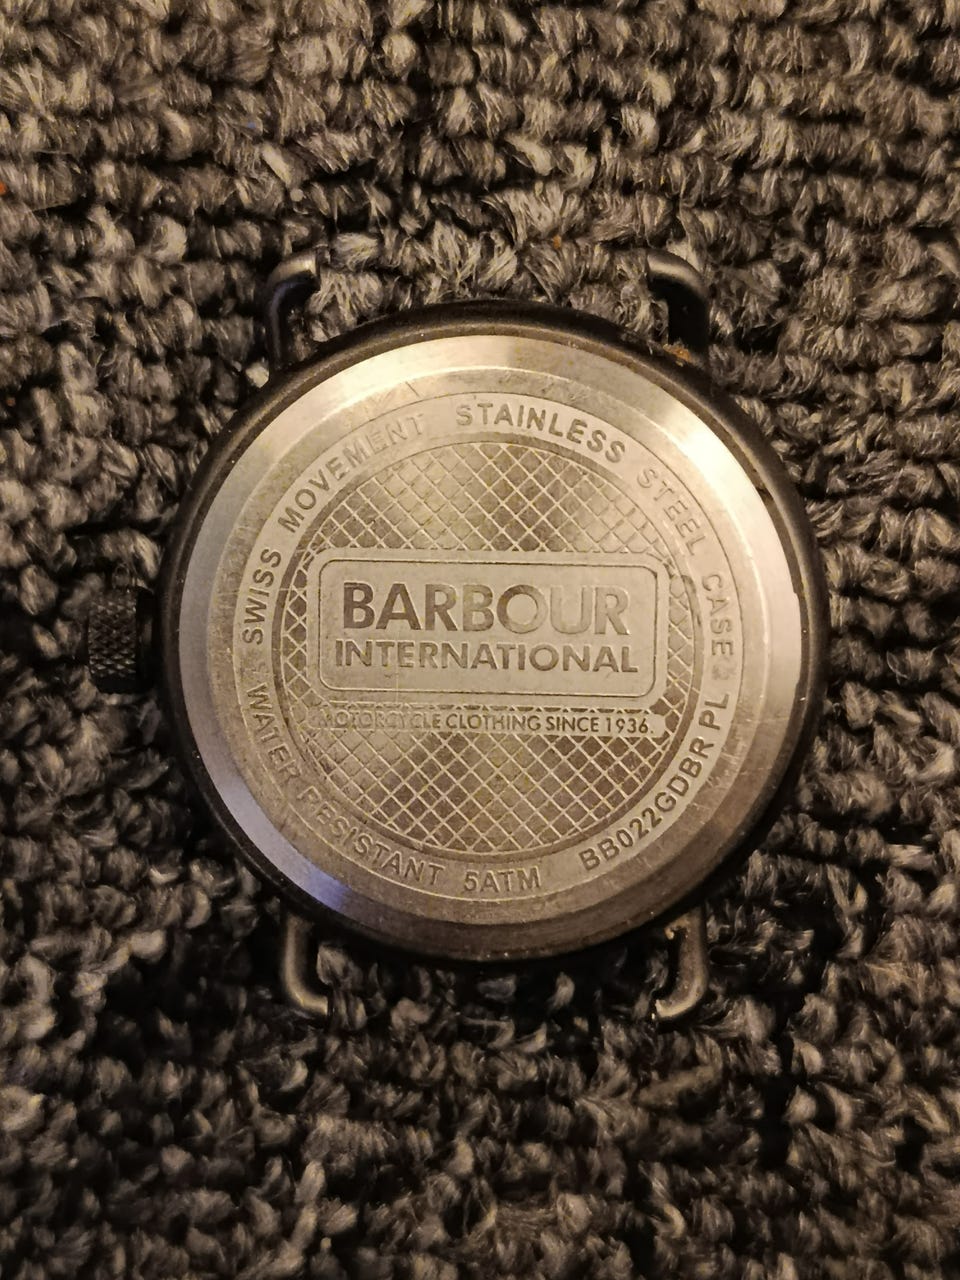 SWISS MOVEMENT STAINLESS STEEL CASE
BARBOUR
INTERNATIONAL
MOTORCYCLE CLOTHING SINCE 1936.
WATER RESISTANT 5ATM BB022GDBR PL